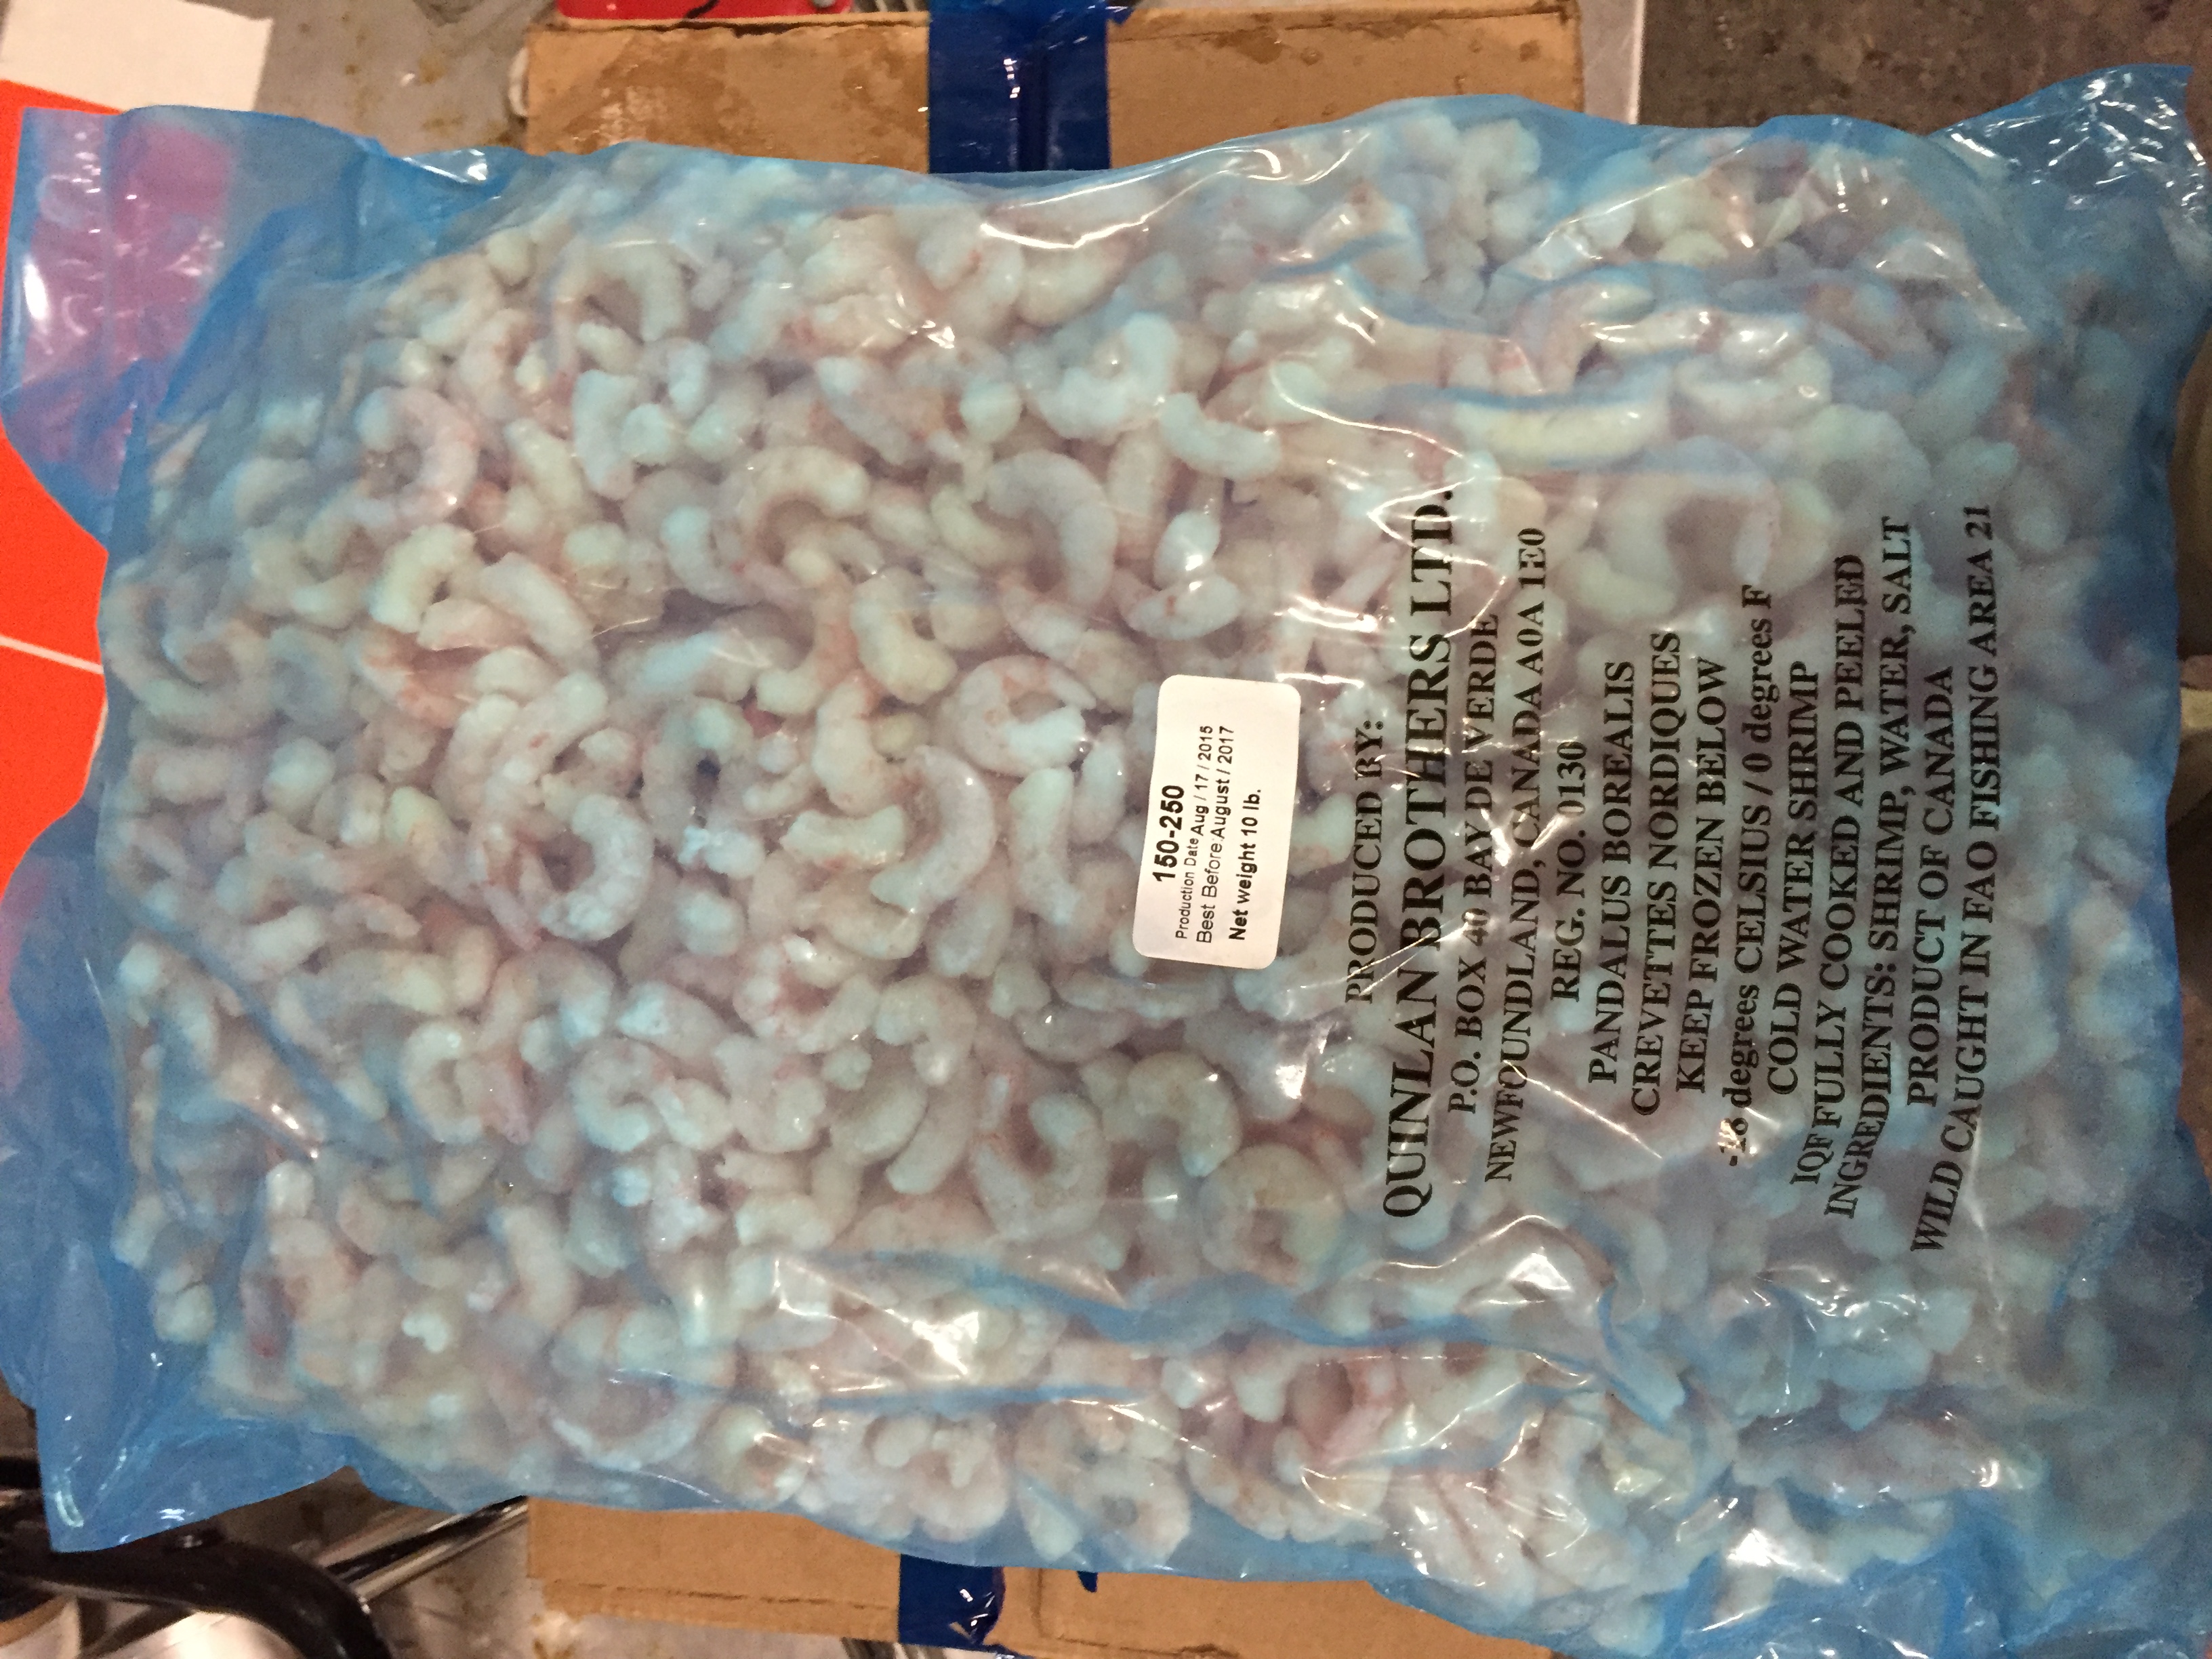 150-250
Production Date Aug / 17 / 2015
Best Before August / 2017
Net weight 10 lb.
PRODUCED BY:
QUINLAN BROTHERS LTD.
P.O. BOX 40 BAY DE VERDE
NEWFOUNDLAND, CANADA A0A 1E0
REG. NO. 0130
PANDALUS BOREALIS
CREVETTES NORDIQUES
KEEP FROZEN BELOW
-18 degrees CELSIUS / 0 degrees F
COLD WATER SHRIMP
IQF FULLY COOKED AND PEELED
INGREDIENTS: SHRIMP, WATER, SALT
PRODUCT OF CANADA
WILD CAUGHT IN FAO FISHING AREA 21